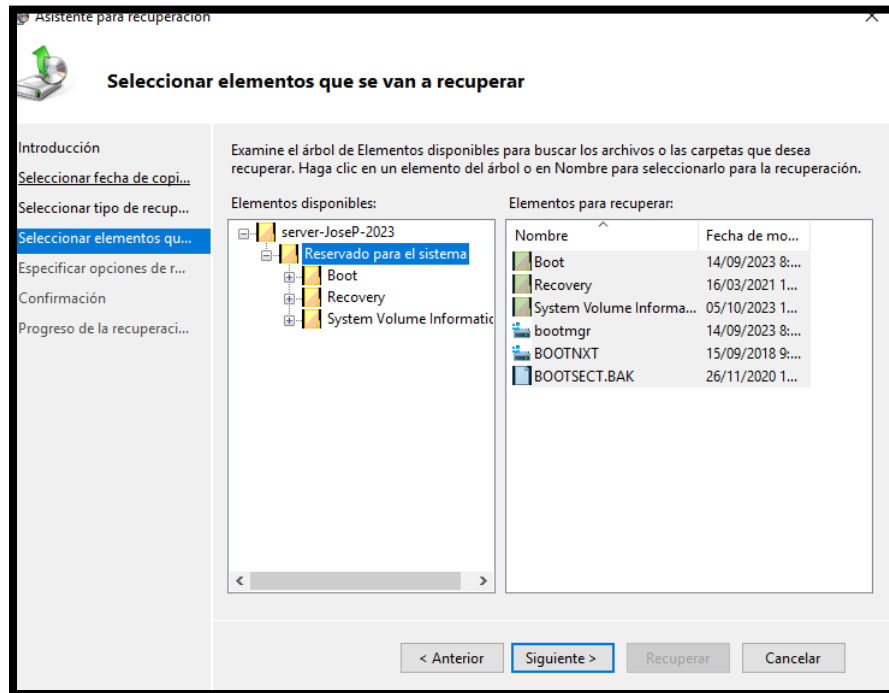 Asistente para recuperación
Seleccionar elementos que se van a recuperar
Introducción
Seleccionar fecha de copi...
Seleccionar tipo de recup...
Seleccionar elementos qu...
Especificar opciones de r...
Confirmación
Progreso de la recuperaci...
Examine el árbol de Elementos disponibles para buscar los archivos o las carpetas que desea
recuperar. Haga clic en un elemento del árbol o en Nombre para seleccionarlo para la recuperación.
Elementos disponibles:
server-JoseP-2023
Reservado para el sistema
Boot
Recovery
System Volume Informatic
Elementos para recuperar:
Nombre Fecha de mo...
Boot 14/09/2023 8:...
Recovery 16/03/2021 1...
System Volume Informa... 05/10/2023 1...
bootmgr 14/09/2023 8:...
BOOTNXT 15/09/2018 9:...
BOOTSECT.BAK 26/11/2020 1...
< Anterior Siguiente > Recuperar Cancelar